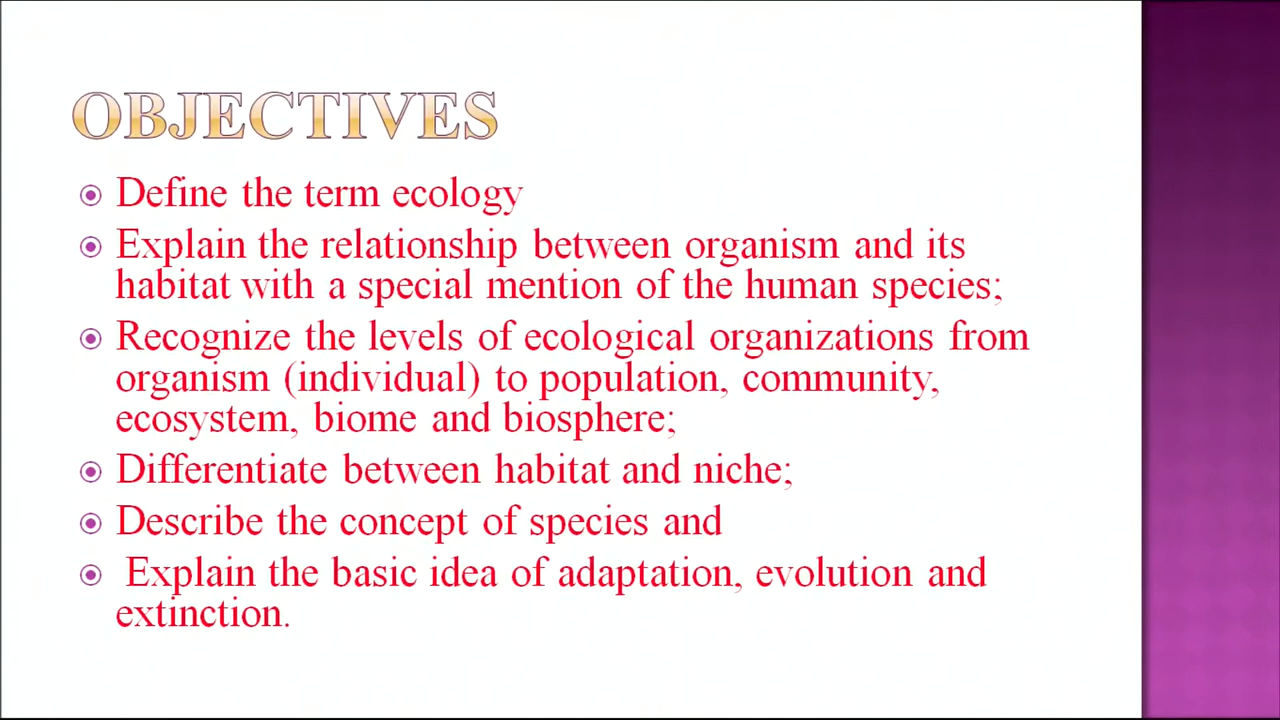 OBJECTIVES
Define the term ecology
Explain the relationship between organism and its
habitat with a special mention of the human species;
Recognize the levels of ecological organizations from
organism (individual) to population, community,
ecosystem, biome and biosphere;
Differentiate between habitat and niche;
Describe the concept of species and
Explain the basic idea of adaptation, evolution and
extinction.